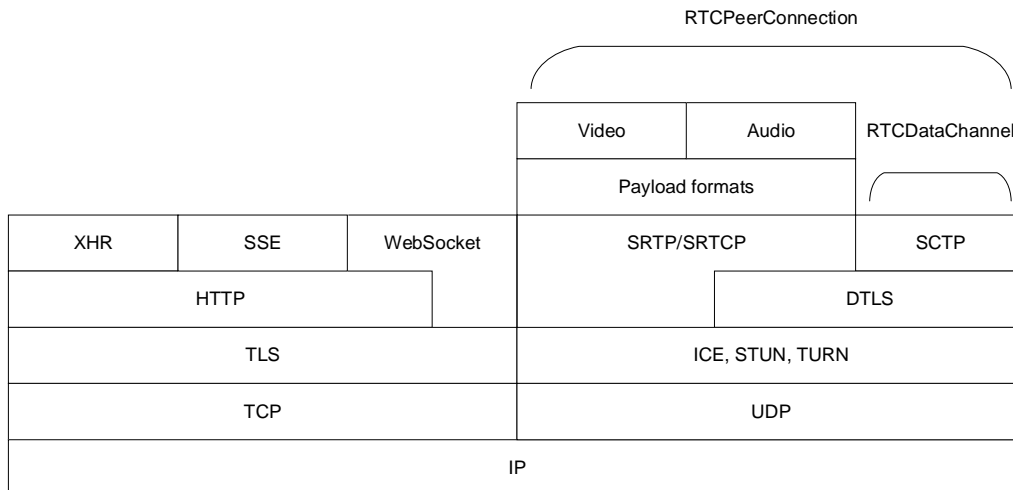 RTCPeerConnection
Video
Audio
RTCDataChannel
Payload formats
XHR
SSE
WebSocket
SRTP/SRTCP
SCTP
HTTP
DTLS
TLS
ICE, STUN, TURN
TCP
UDP
IP